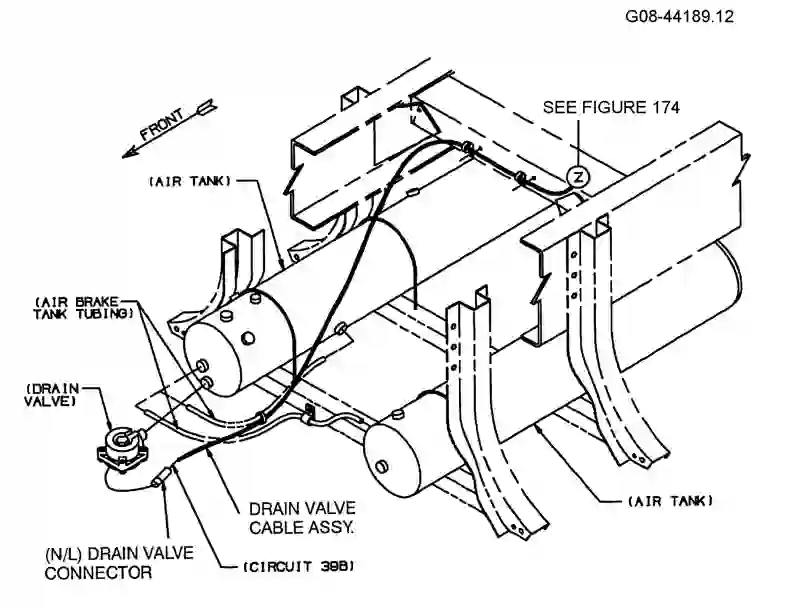 G08-44189.12
FRONT
SEE FIGURE 174
(AIR TANK)
Z
(AIR BRAKE
TANK TUBING)
(DRAIN
VALVE)
DRAIN VALVE
CABLE ASSY.
(AIR TANK)
(N/L) DRAIN VALVE
CONNECTOR
(CIRCUIT 39B)